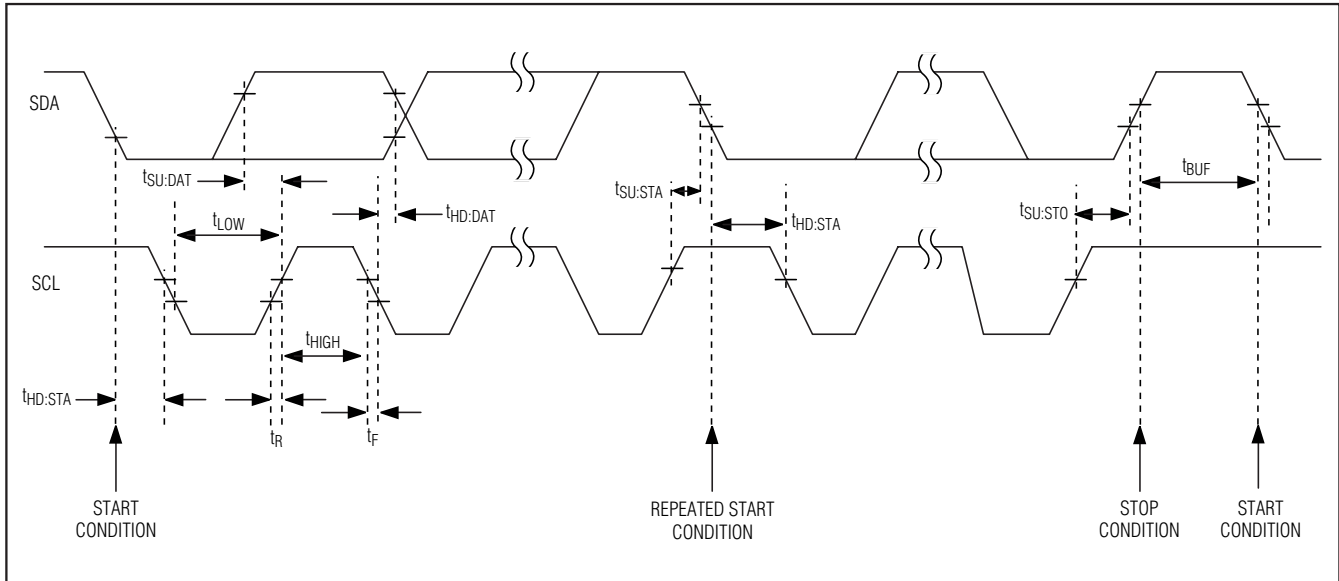 SDA
tSU:DAT
tLOW
tHD:DAT
tSU:STA
tHD:STA
tSU:STO
tBUF
SCL
tHIGH
tHD:STA
tR
tF
START
CONDITION
REPEATED START
CONDITION
STOP
CONDITION
START
CONDITION